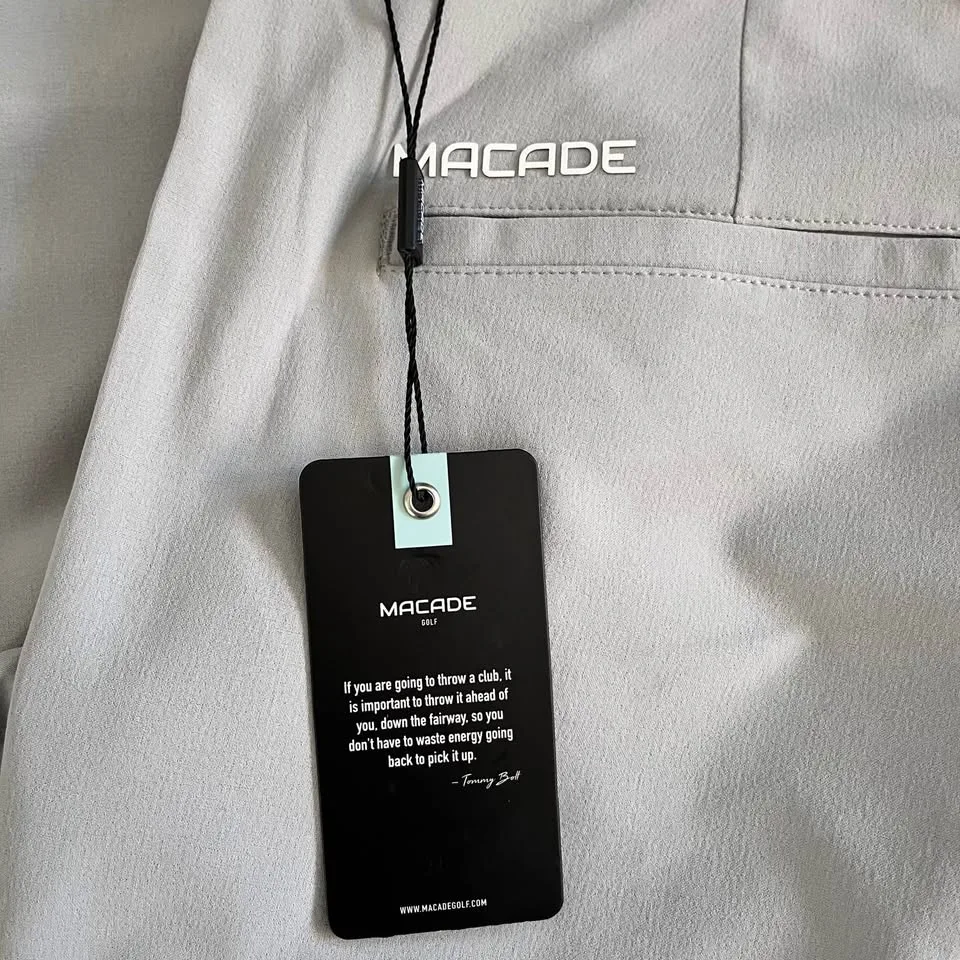 MACADE
MACADE
GOLF
If you are going to throw a club, it
is important to throw it ahead of
you, down the fairway, so you
don't have to waste energy going
back to pick it up.
– Tommy Bolt
WWW.MACADEGOLF.COM